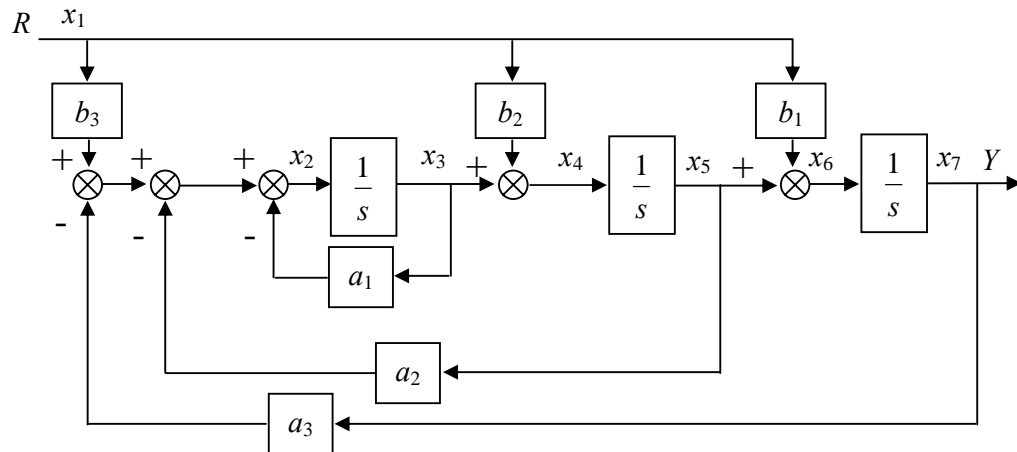 R x₁
b₃ b₂ b₁
+ + + x₂ x₃ + x₄ x₅ + x₆ x₇ Y
1/s 1/s 1/s
- - -
a₁
a₂
a₃